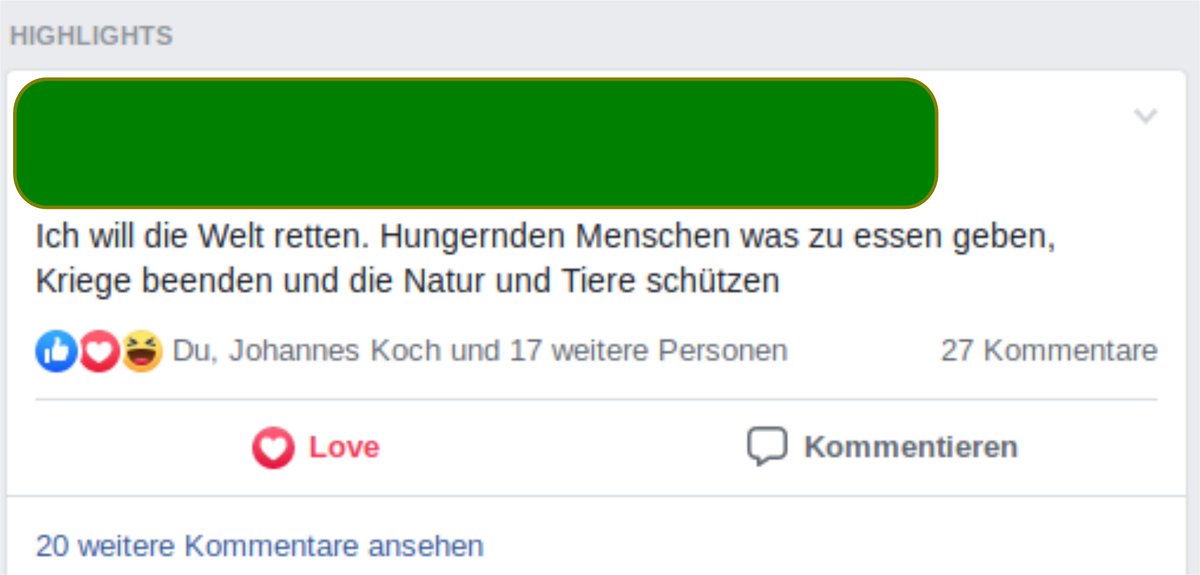 HIGHLIGHTS
Ich will die Welt retten. Hungernden Menschen was zu essen geben,
Kriege beenden und die Natur und Tiere schützen
Du, Johannes Koch und 17 weitere Personen 27 Kommentare
Love Kommentieren
20 weitere Kommentare ansehen